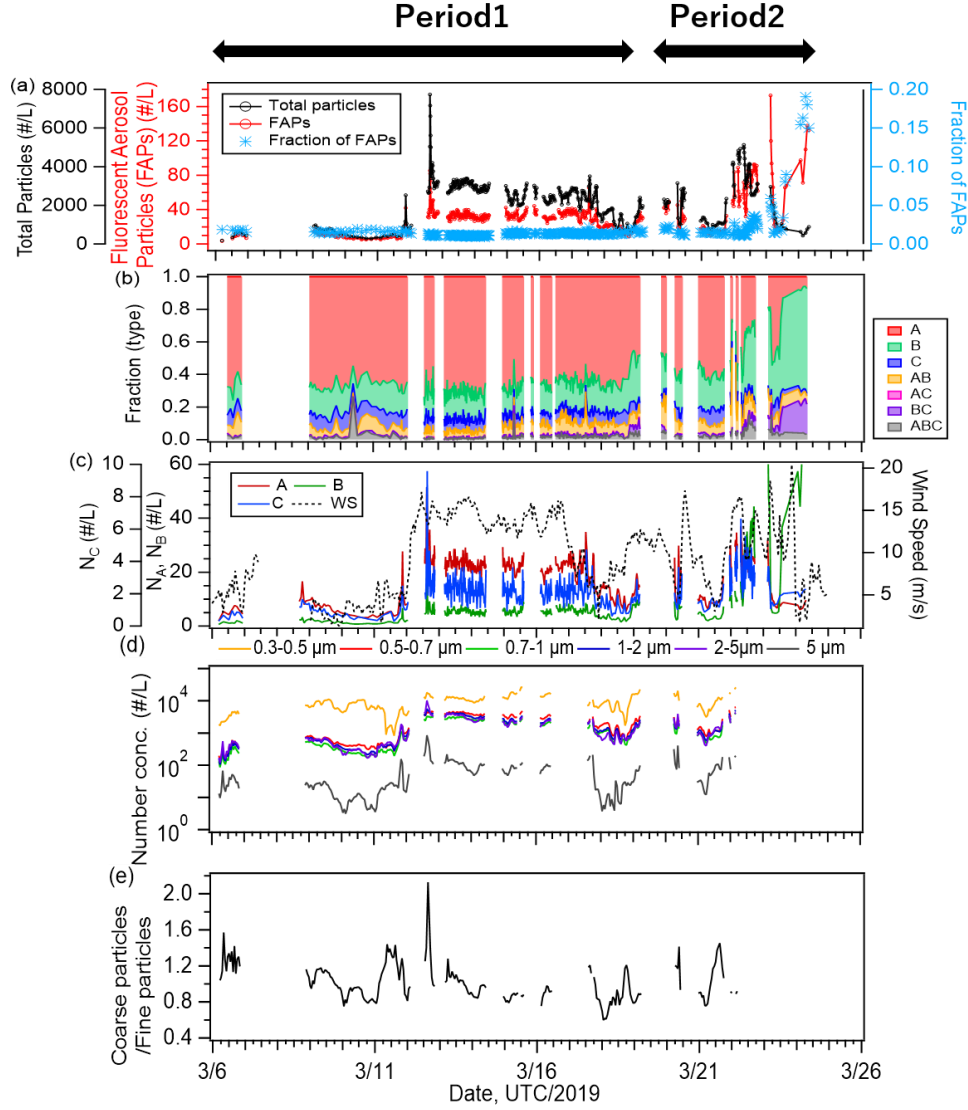 Period1 Period2
(a)
Total Particles (#/L)
8000
6000
4000
2000
0
Fluorescent Aerosol
Particles (FAPs) (#/L)
160
120
80
40
0
Total particles
FAPs
Fraction of FAPs
0.20
0.15
0.10
0.05
0.00
Fraction of FAPs
(b)
Fraction (type)
1.0
0.8
0.6
0.4
0.2
0.0
A
B
C
AB
AC
BC
ABC
(c)
N_C (#/L)
10
8
6
4
2
0
N_A, N_B (#/L)
60
40
20
0
A B
C WS
20
15
10
5
Wind Speed (m/s)
(d)
0.3-0.5 µm 0.5-0.7 µm 0.7-1 µm 1-2 µm 2-5µm 5 µm
Number conc. (#/L)
10⁴
10²
10⁰
(e)
Coarse particles
/Fine particles
2.0
1.6
1.2
0.8
0.4
3/6 3/11 3/16 3/21 3/26
Date, UTC/2019